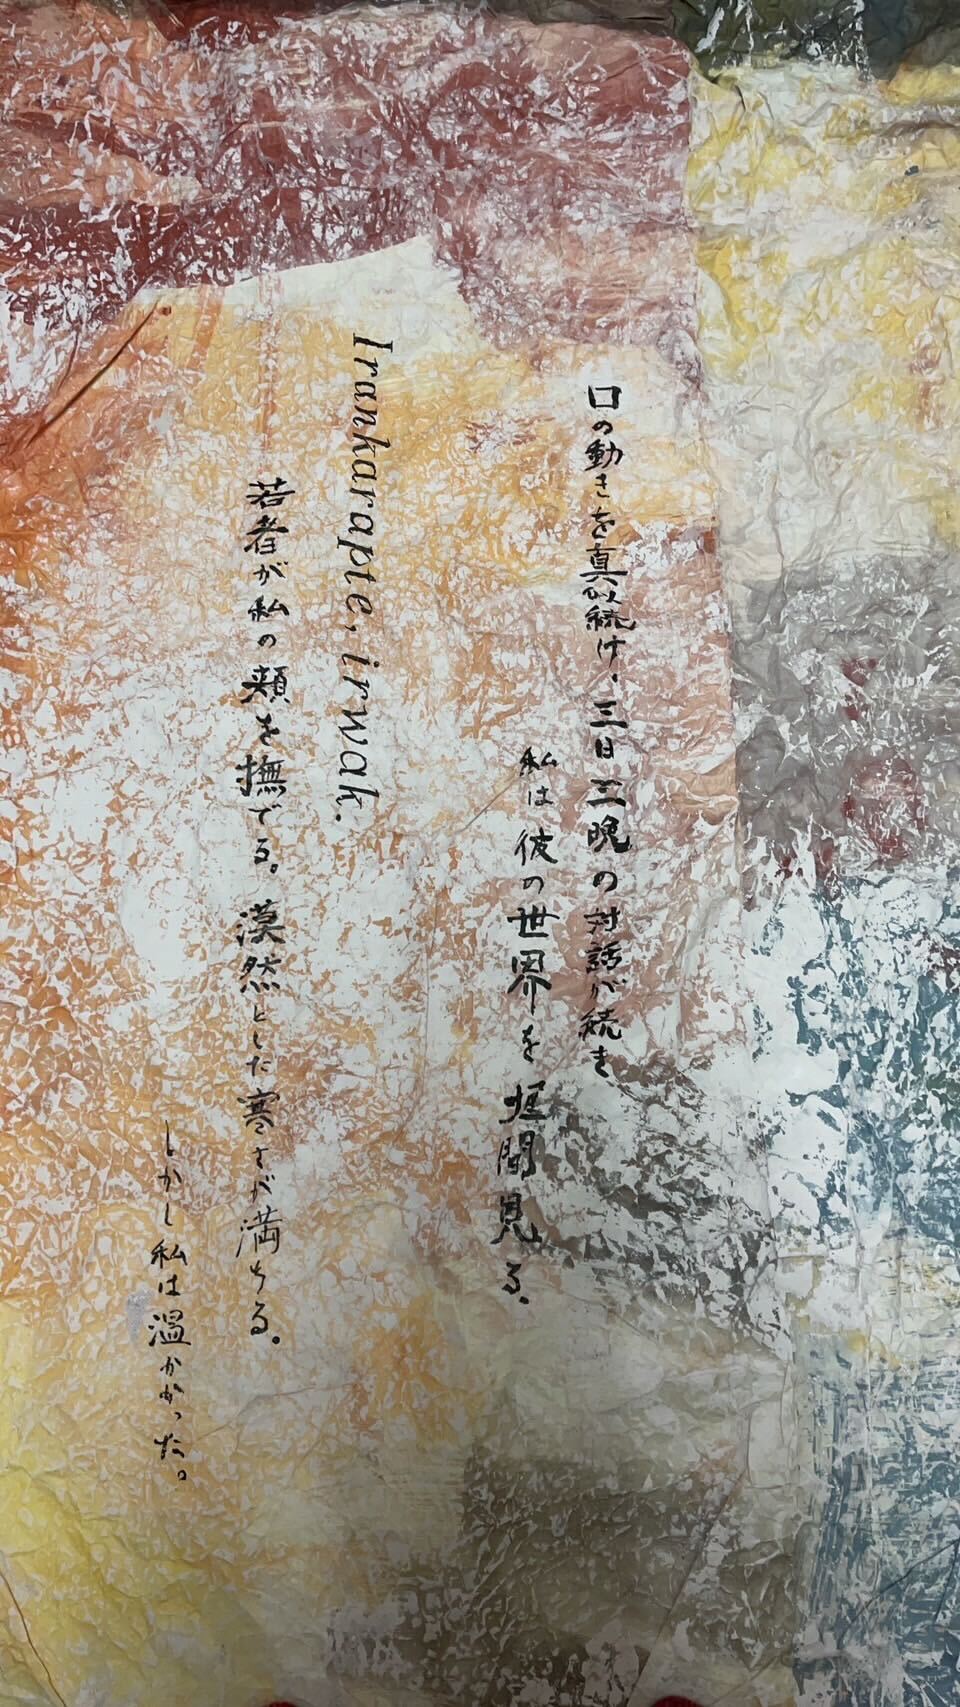 口の動きを真似続け、三日三晩の対話が続き、
私は彼の世界を垣間見る、
Irankarapte, irwak.
若者が私の頬を撫でる。漠然とした寒さが満ちる。
しかし私は温かかった。